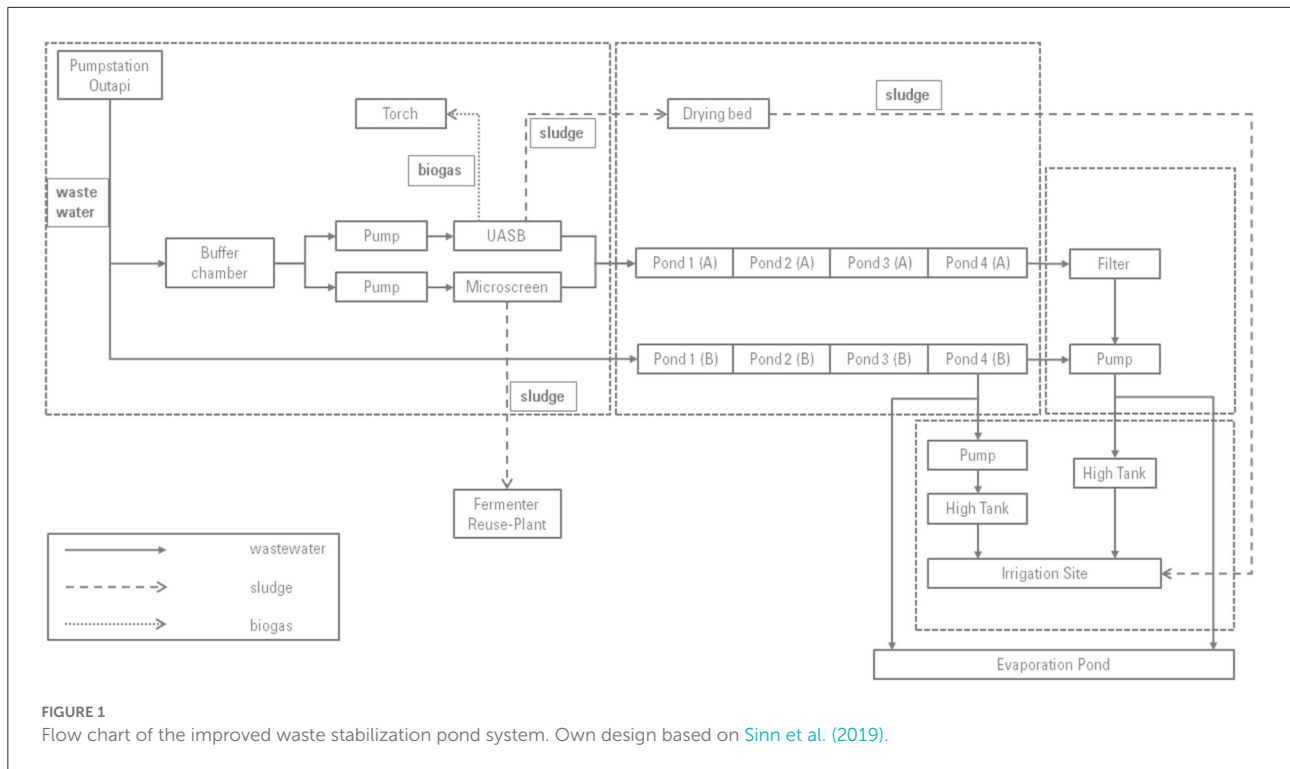 Pumpstation
Outapi
Torch
sludge
Drying bed
sludge
biogas
waste
water
Buffer
chamber
Pump
UASB
Pump
Microscreen
Pond 1 (A)
Pond 2 (A)
Pond 3 (A)
Pond 4 (A)
Filter
Pond 1 (B)
Pond 2 (B)
Pond 3 (B)
Pond 4 (B)
Pump
sludge
Fermenter
Reuse-Plant
Pump
High Tank
High Tank
Irrigation Site
Evaporation Pond
wastewater
sludge
biogas
FIGURE 1
Flow chart of the improved waste stabilization pond system. Own design based on Sinn et al. (2019).